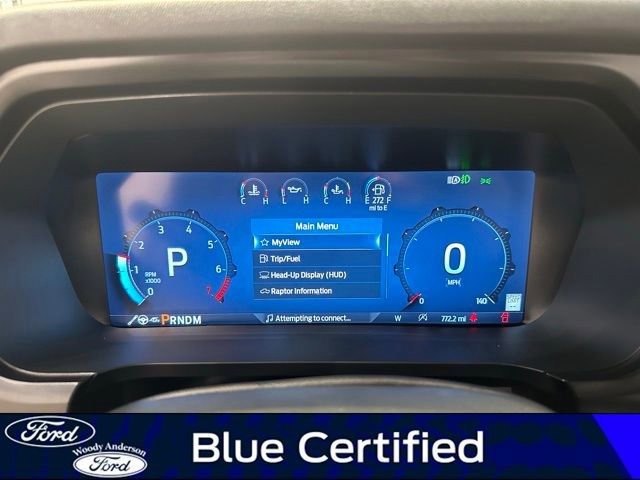 C H L H C H E 272 F
mi to E
Main Menu
MyView
Trip/Fuel
Head-Up Display (HUD)
Raptor Information
0 1 2 3 4 5 6 7
RPM
x1000
P
0
MPH
0 140
PRNDM
Attempting to connect...
W
772.2 mi
Ford
Woody Anderson
Ford
Blue Certified